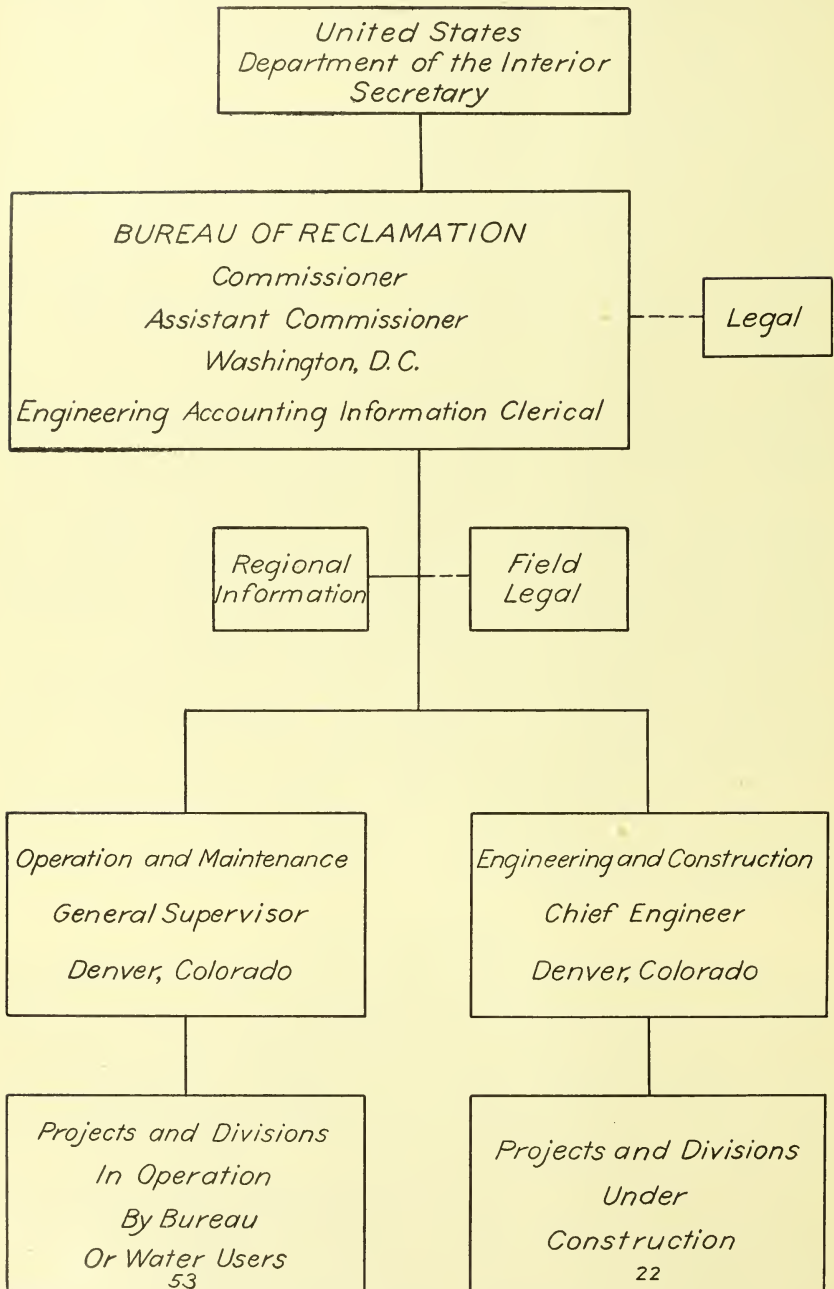 United States
Department of the Interior
Secretary
BUREAU OF RECLAMATION
Commissioner
Assistant Commissioner
Washington, D.C.
Engineering Accounting Information Clerical
Legal
Regional
Information
Field
Legal
Operation and Maintenance
General Supervisor
Denver, Colorado
Engineering and Construction
Chief Engineer
Denver, Colorado
Projects and Divisions
In Operation
By Bureau
Or Water Users
53
Projects and Divisions
Under
Construction
22